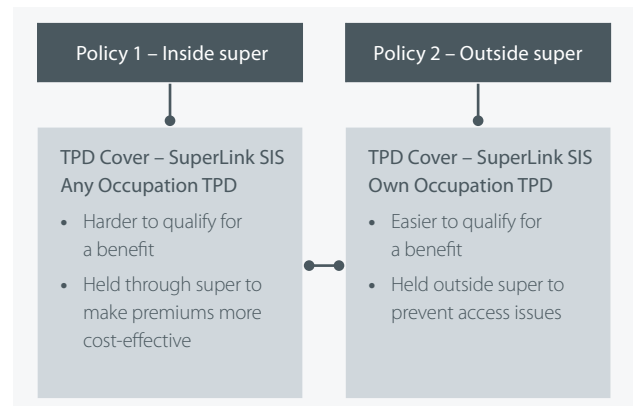 Policy 1 – Inside super
TPD Cover – SuperLink SIS
Any Occupation TPD
• Harder to qualify for
a benefit
• Held through super to
make premiums more
cost-effective
Policy 2 – Outside super
TPD Cover – SuperLink SIS
Own Occupation TPD
• Easier to qualify for
a benefit
• Held outside super to
prevent access issues